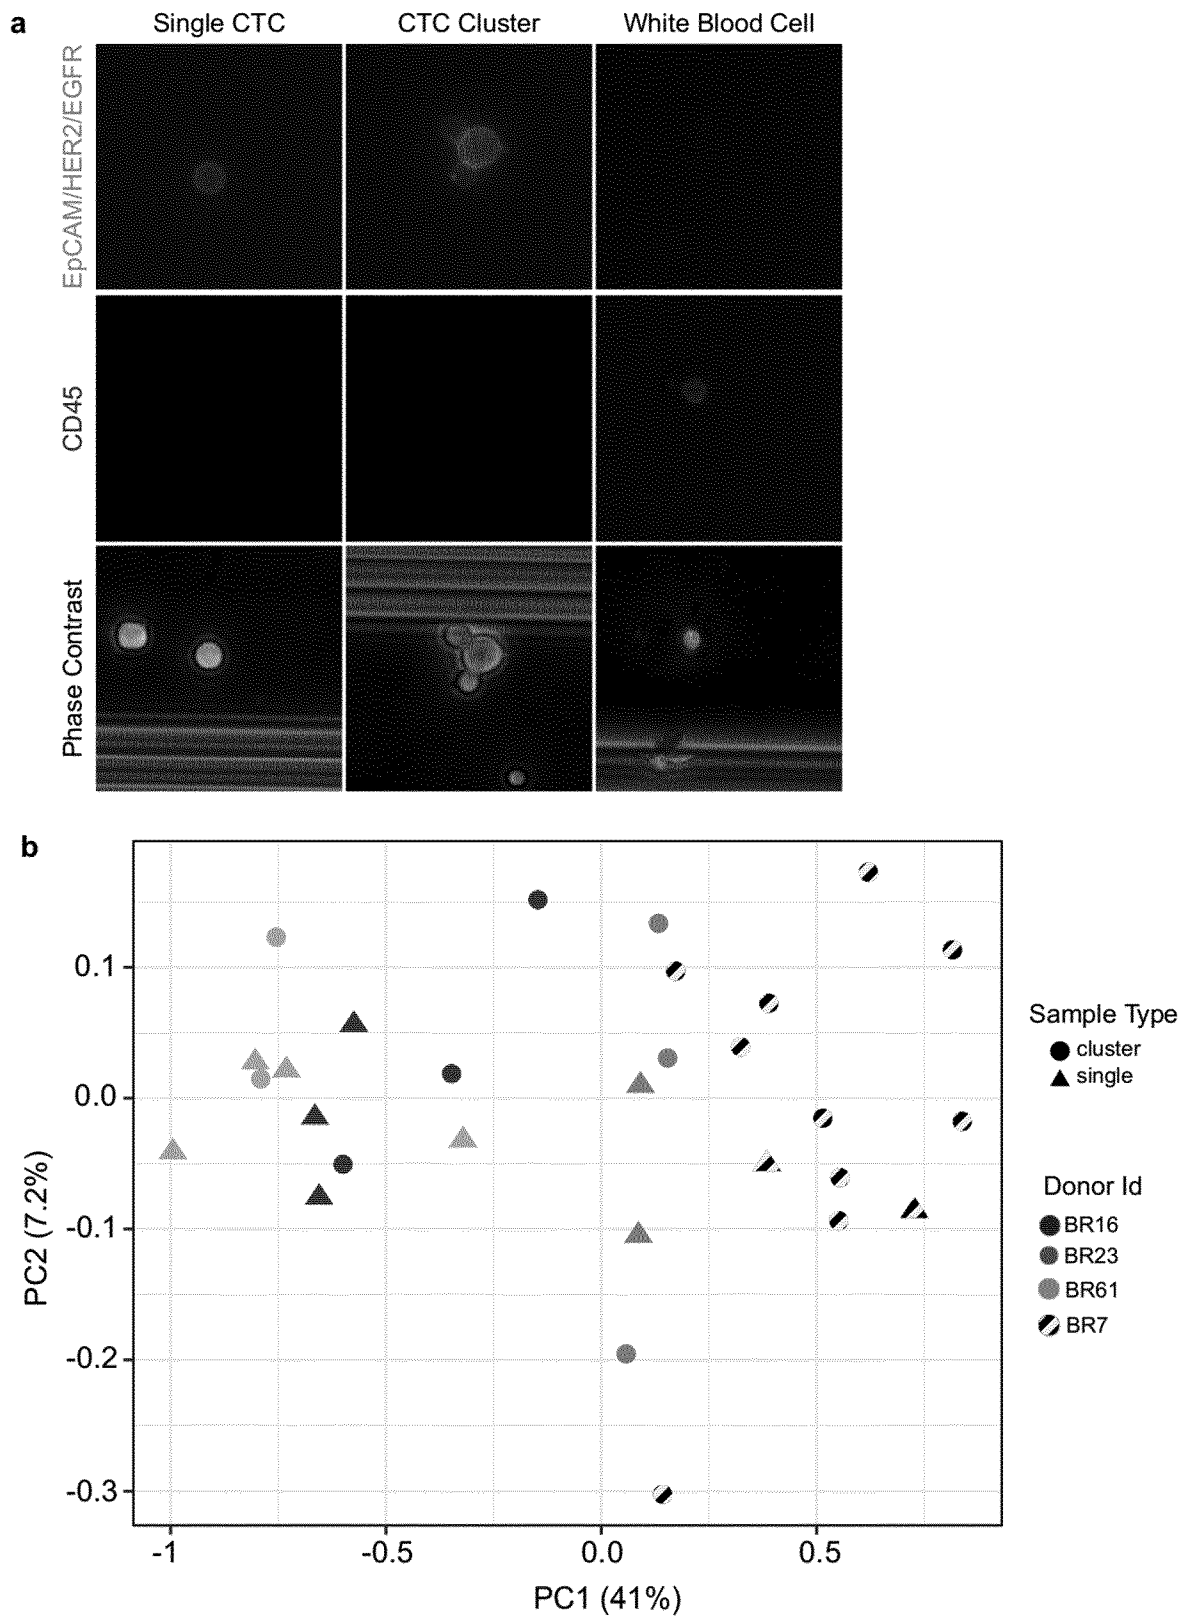 a
Single CTC
CTC Cluster
White Blood Cell
EpCAM/HER2/EGFR
CD45
Phase Contrast
b
0.1
0.0
-0.1
-0.2
-0.3
PC2 (7.2%)
-1
-0.5
0.0
0.5
PC1 (41%)
Sample Type
cluster
single
Donor Id
BR16
BR23
BR61
BR7